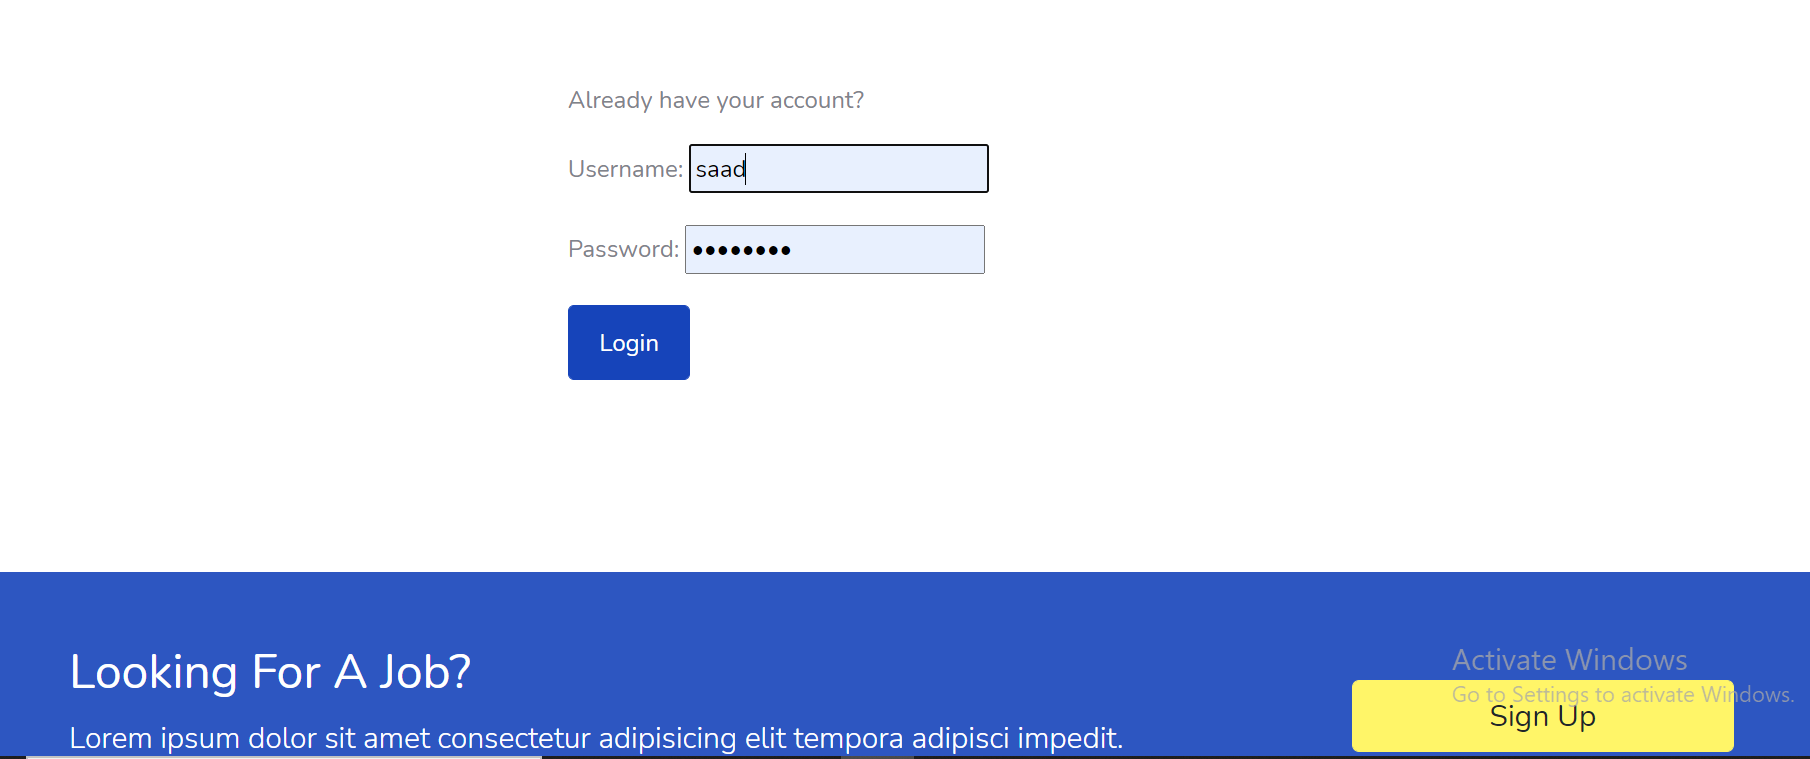 Already have your account?
Username: saad
Password: ••••••••
Login
Looking For A Job?
Lorem ipsum dolor sit amet consectetur adipisicing elit tempora adipisci impedit.
Activate Windows
Go to Settings to activate Windows.
Sign Up